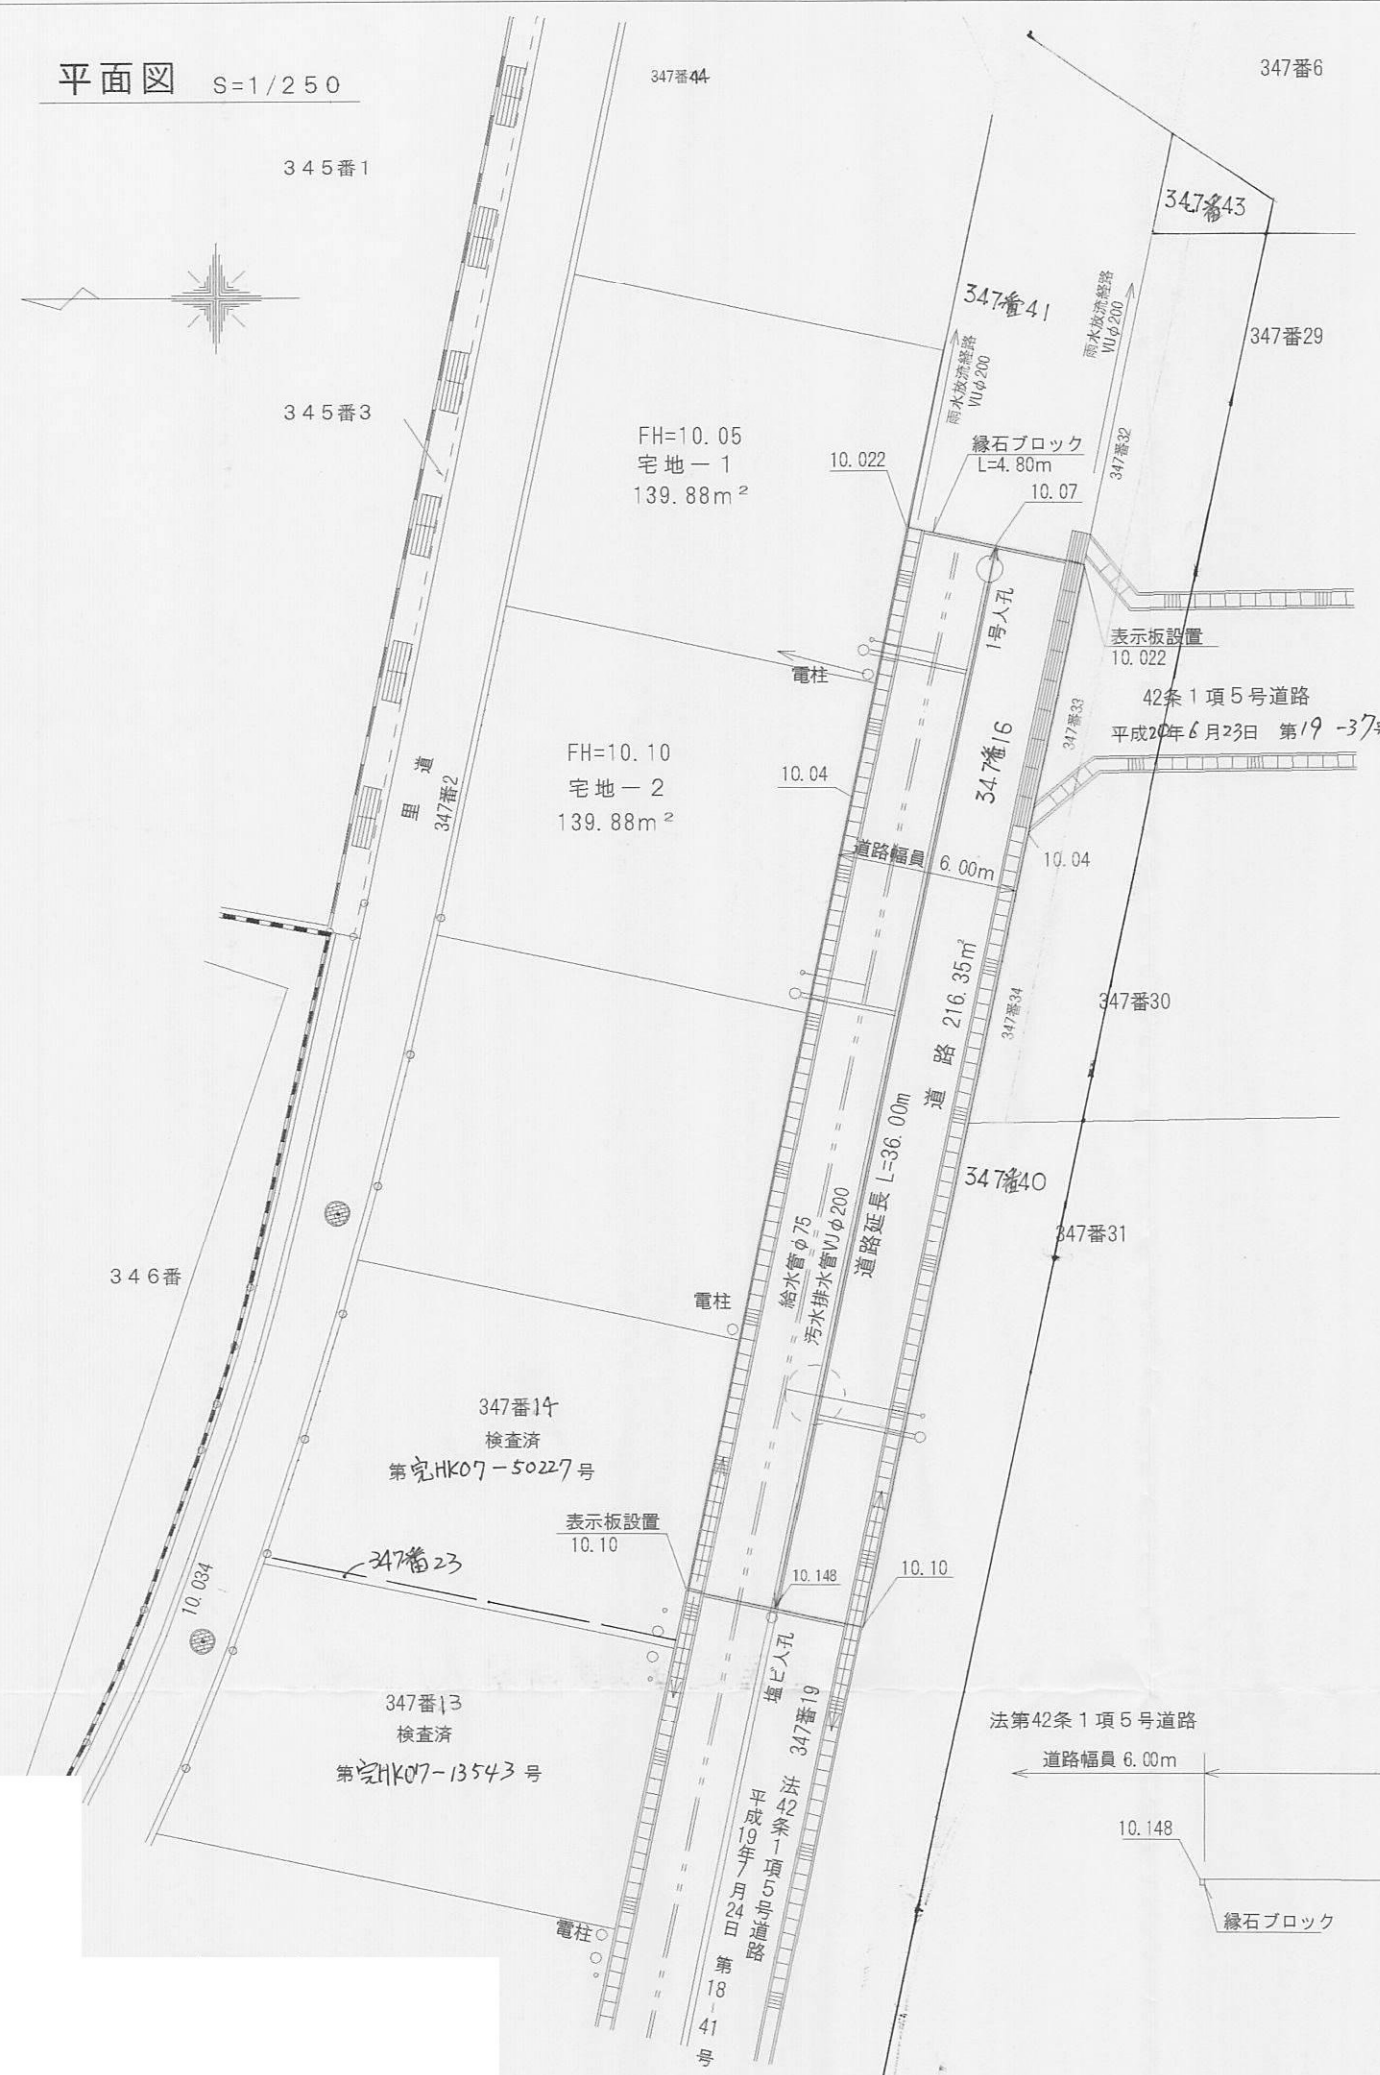 平面図 S=1/250
347番44
347番6
345番1
347番43
347番41
雨水放流経路
VUφ200
雨水放流経路
VUφ200
347番29
345番3
FH=10.05
宅地－1
139.88m²
10.022
縁石ブロック
L=4.80m
10.07
347番32
1号人孔
表示板設置
10.022
電柱
42条1項5号道路
平成20年6月23日 第19-37号
347番33
347番16
FH=10.10
宅地－2
139.88m²
里道
347番2
10.04
道路幅員 6.00m
10.04
道路 216.35m²
347番34
347番30
道路延長 L=36.00m
347番40
347番31
給水管φ75
汚水排水管VUφ200
346番
電柱
347番14
検査済
第完HK07-50227号
表示板設置
10.10
347番23
10.148
10.10
10.034
塩ビ人孔
347番19
347番13
検査済
第完HK07-13543号
法42条1項5号道路
平成19年7月24日 第18-41号
電柱
法第42条1項5号道路
道路幅員 6.00m
10.148
縁石ブロック